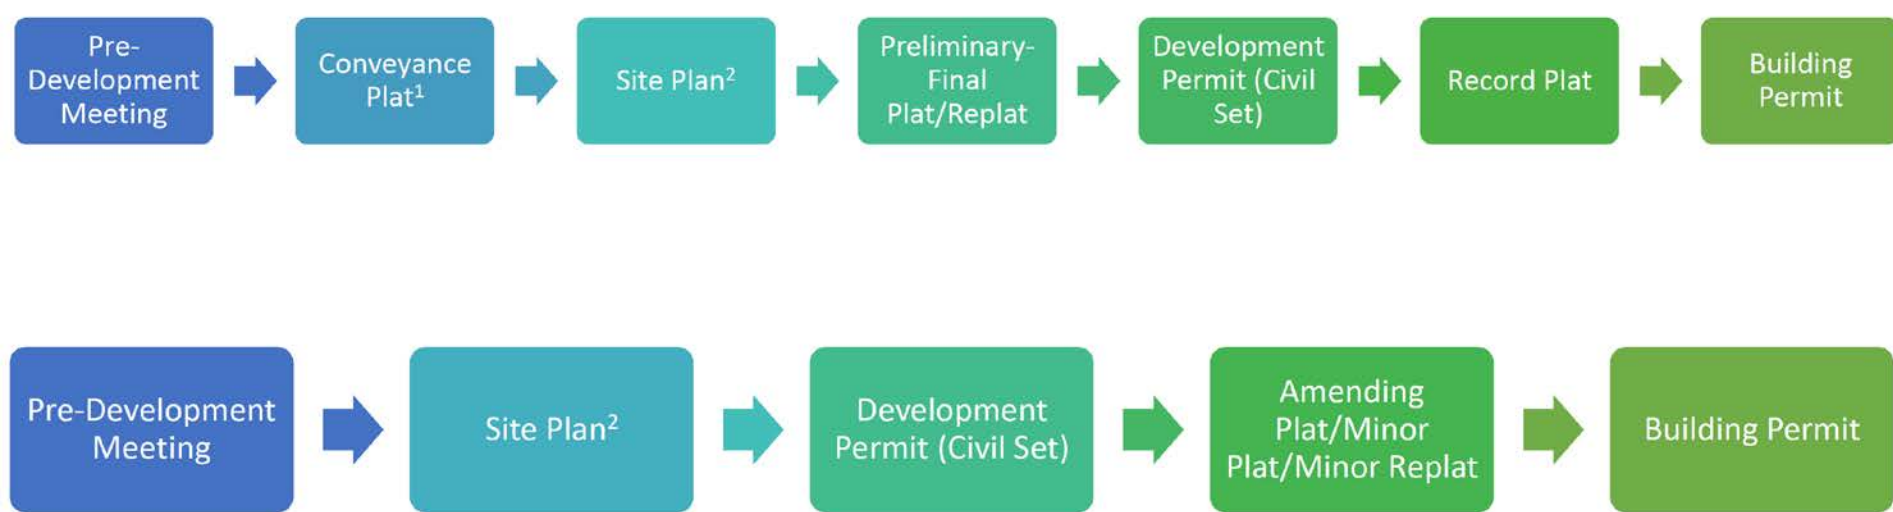 Pre-
Development
Meeting
Conveyance
Plat¹
Site Plan²
Preliminary-
Final
Plat/Replat
Development
Permit (Civil
Set)
Record Plat
Building
Permit
Pre-Development
Meeting
Site Plan²
Development
Permit (Civil Set)
Amending
Plat/Minor
Plat/Minor Replat
Building Permit